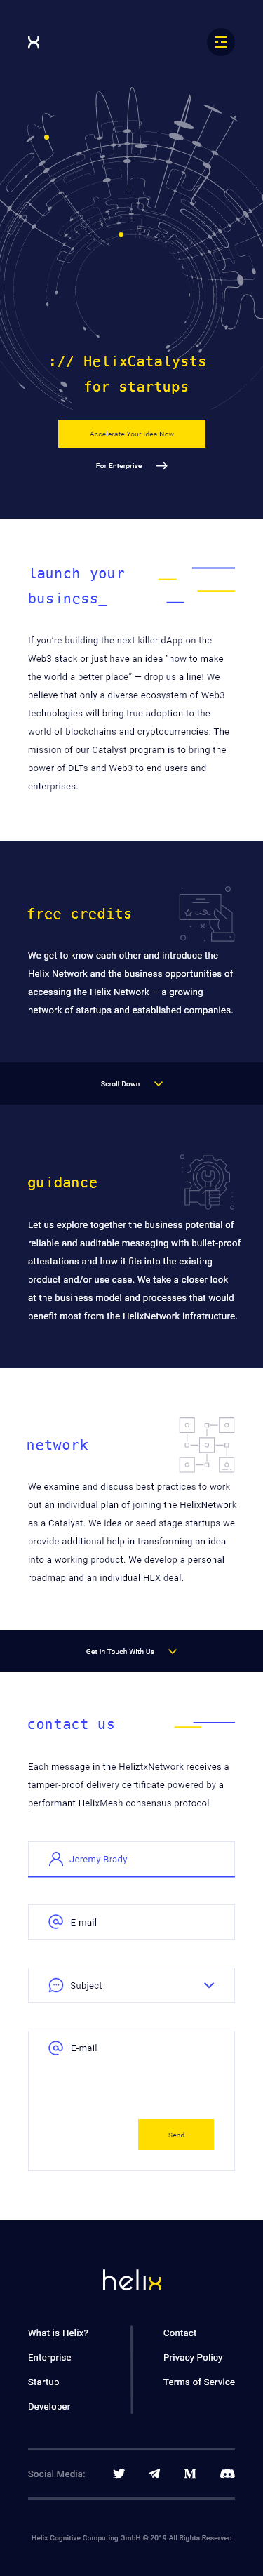 :// HelixCatalysts
for startups
Accelerate Your Idea Now
For Enterprise
launch your
business_
If you're building the next killer dApp on the
Web3 stack or just have an idea "how to make
the world a better place" — drop us a line! We
believe that only a diverse ecosystem of Web3
technologies will bring true adoption to the
world of blockchains and cryptocurrencies. The
mission of our Catalyst program is to bring the
power of DLTs and Web3 to end users and
enterprises.
free credits
We get to know each other and introduce the
Helix Network and the business opportunities of
accessing the Helix Network — a growing
network of startups and established companies.
Scroll Down
guidance
Let us explore together the business potential of
reliable and auditable messaging with bullet-proof
attestations and how it fits into the existing
product and/or use case. We take a closer look
at the business model and processes that would
benefit most from the HelixNetwork infratructure.
network
We examine and discuss best practices to work
out an individual plan of joining the HelixNetwork
as a Catalyst. We idea or seed stage startups we
provide additional help in transforming an idea
into a working product. We develop a personal
roadmap and an individual HLX deal.
Get in Touch With Us
contact us
Each message in the HeliztxNetwork receives a
tamper-proof delivery certificate powered by a
performant HelixMesh consensus protocol
Jeremy Brady
E-mail
Subject
E-mail
Send
helix
What is Helix?
Enterprise
Startup
Developer
Contact
Privacy Policy
Terms of Service
Social Media:
Helix Cognitive Computing GmbH © 2019 All Rights Reserved